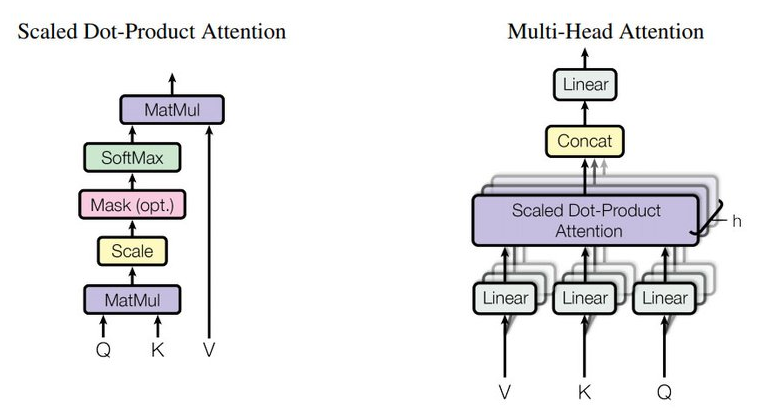 Scaled Dot-Product Attention
MatMul
SoftMax
Mask (opt.)
Scale
MatMul
Q K V
Multi-Head Attention
Linear
Concat
Scaled Dot-Product
Attention
h
Linear Linear Linear
V K Q